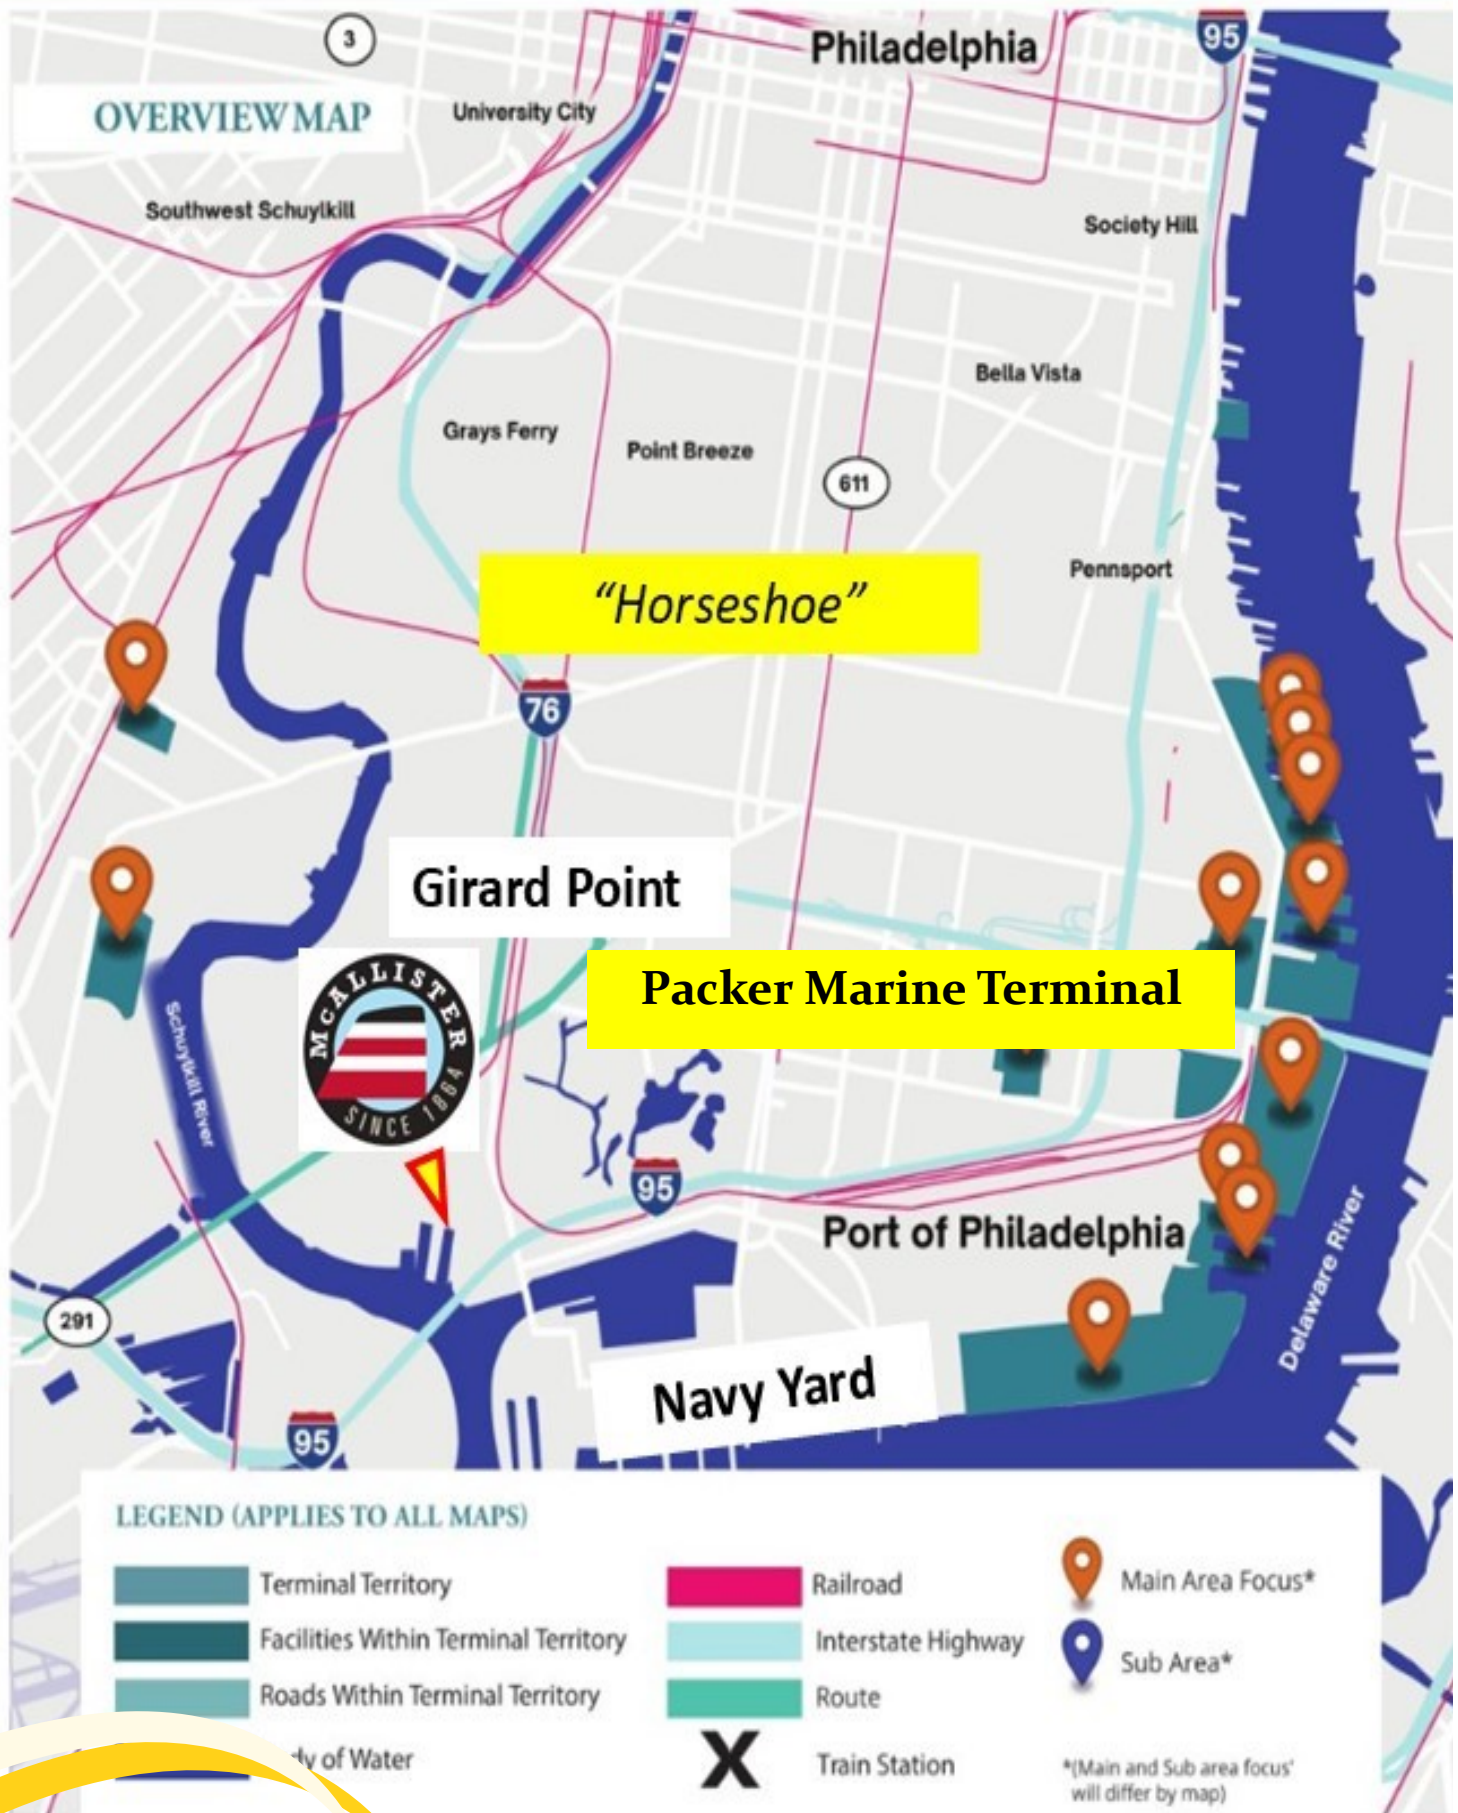 3
Philadelphia
95
OVERVIEW MAP
University City
Southwest Schuylkill
Society Hill
Bella Vista
Grays Ferry
Point Breeze
611
Pennsport
“Horseshoe”
76
Girard Point
Packer Marine Terminal
McALLISTER
SINCE 1864
Schuylkill River
95
Port of Philadelphia
Delaware River
291
Navy Yard
95
LEGEND (APPLIES TO ALL MAPS)
Terminal Territory
Facilities Within Terminal Territory
Roads Within Terminal Territory
dy of Water
Railroad
Interstate Highway
Route
X
Train Station
Main Area Focus*
Sub Area*
*(Main and Sub area focus'
will differ by map)